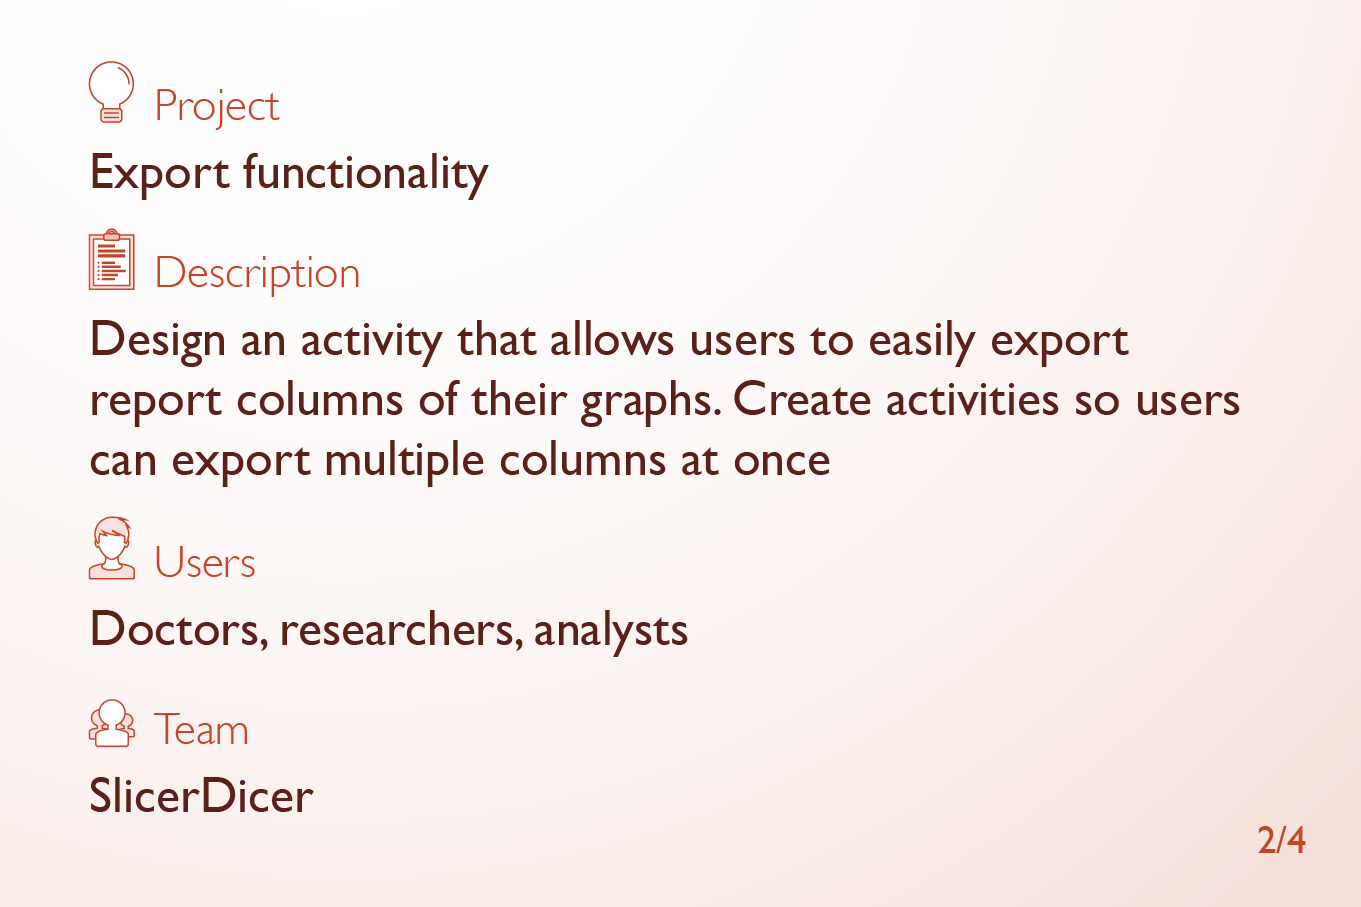 Project
Export functionality
Description
Design an activity that allows users to easily export
report columns of their graphs. Create activities so users
can export multiple columns at once
Users
Doctors, researchers, analysts
Team
SlicerDicer
2/4